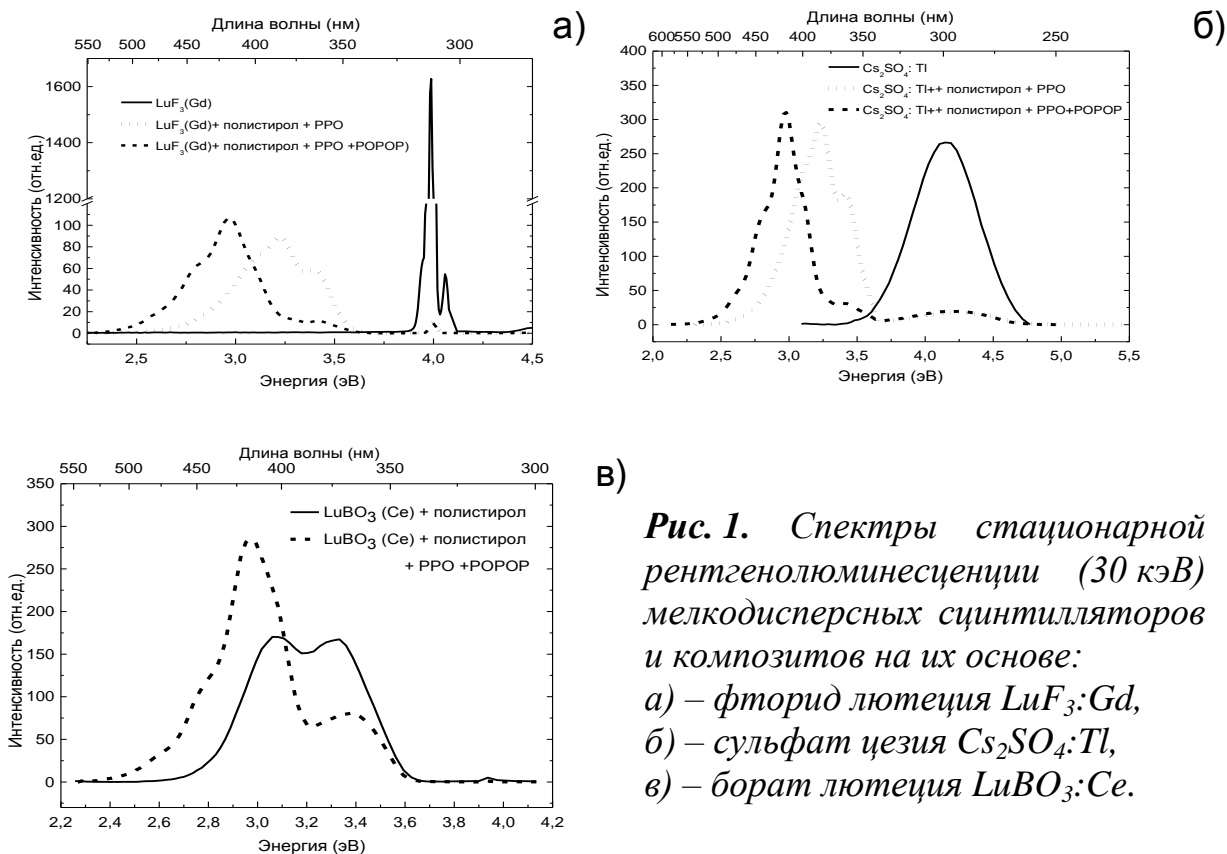 Длина волны (нм)
550 500 450 400 350 300
а)
1600
1400
1200
100
80
60
40
20
0
Интенсивность (отн.ед.)
LuF3(Gd)
LuF3(Gd)+ полистирол + PPO
LuF3(Gd)+ полистирол + PPO +POPOP)
2,5 3,0 3,5 4,0 4,5
Энергия (эВ)
Длина волны (нм)
600 550 500 450 400 350 300 250
б)
400
350
300
250
200
150
100
50
0
Интенсивность (отн.ед.)
Cs2SO4: Tl
Cs2SO4: Tl++ полистирол + PPO
Cs2SO4: Tl++ полистирол + PPO+POPOP
2,0 2,5 3,0 3,5 4,0 4,5 5,0 5,5
Энергия (эВ)
Длина волны (нм)
550 500 450 400 350 300
в)
350
300
250
200
150
100
50
0
Интенсивность (отн.ед.)
LuBO3 (Ce) + полистирол
LuBO3 (Ce) + полистирол
+ PPO +POPOP
2,2 2,4 2,6 2,8 3,0 3,2 3,4 3,6 3,8 4,0 4,2
Энергия (эВ)
Рис. 1. Спектры стационарной
рентгенолюминесценции (30 кэВ)
мелкодисперсных сцинтилляторов
и композитов на их основе:
а) – фторид лютеция LuF3:Gd,
б) – сульфат цезия Cs2SO4:Tl,
в) – борат лютеция LuBO3:Ce.